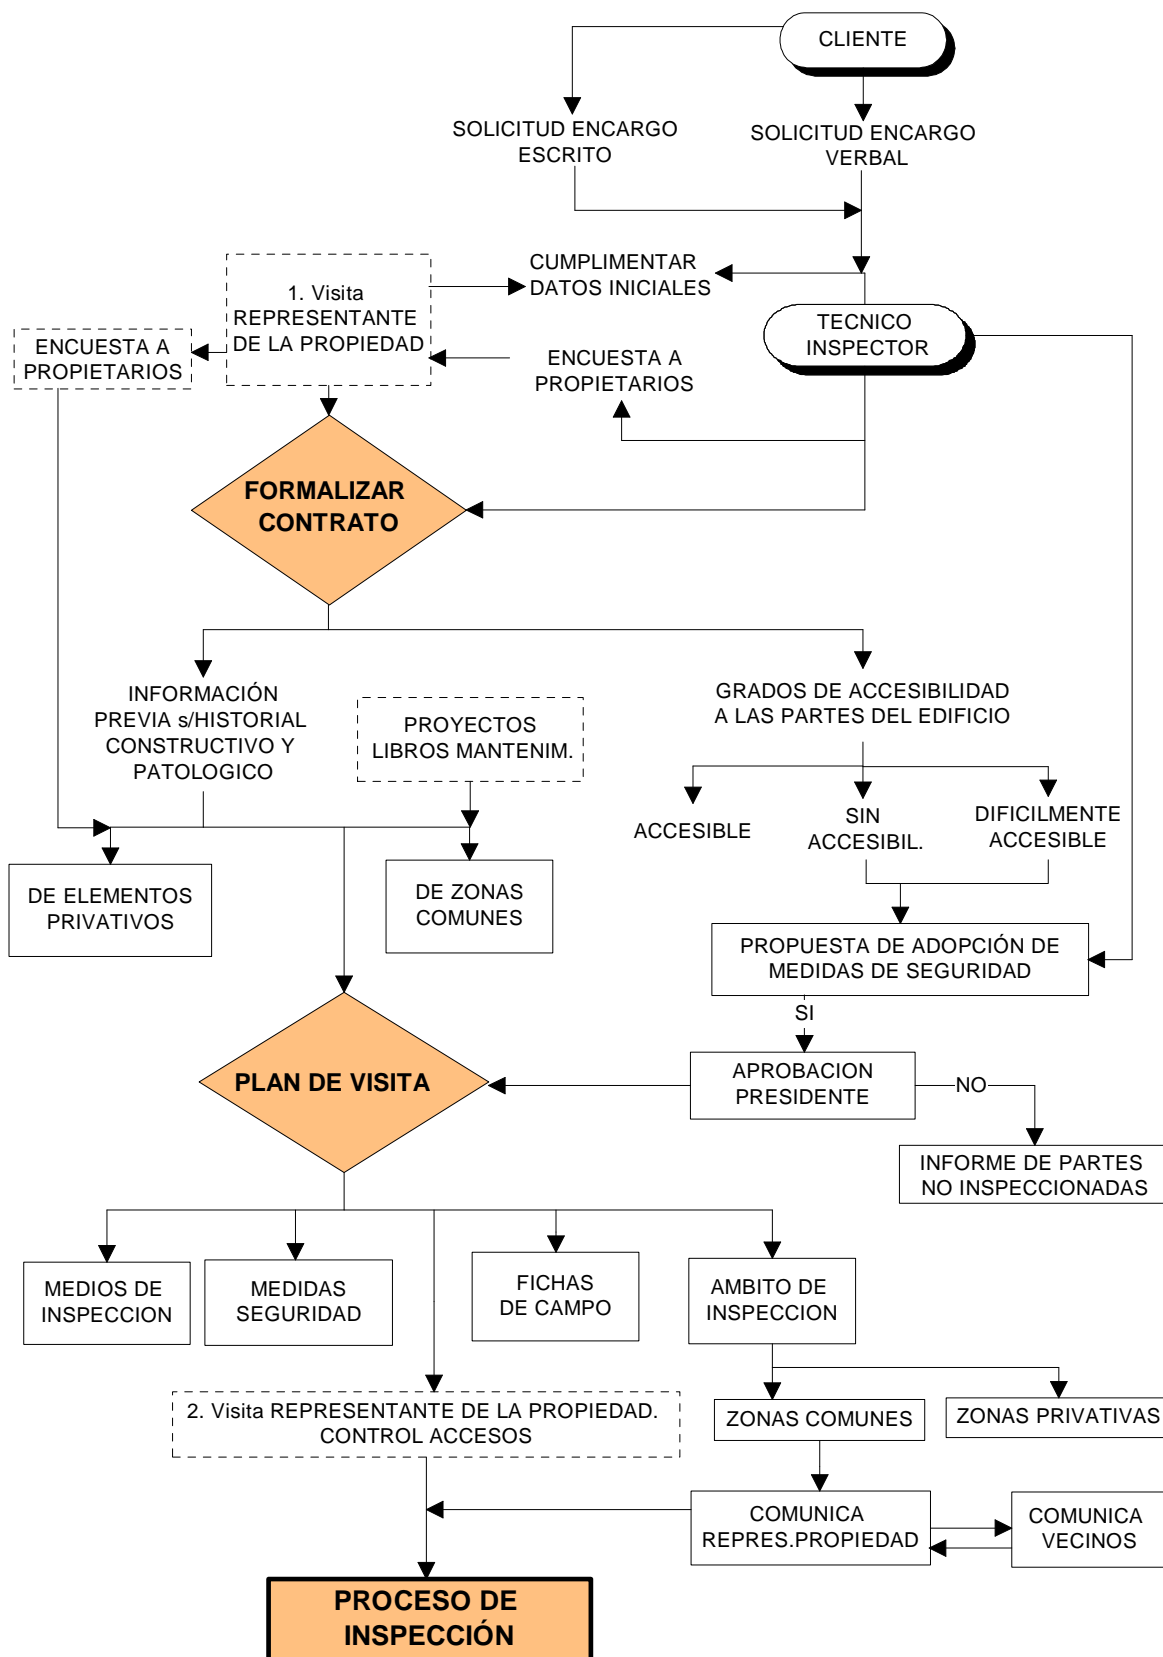 CLIENTE
SOLICITUD ENCARGO
ESCRITO
SOLICITUD ENCARGO
VERBAL
CUMPLIMENTAR
DATOS INICIALES
1. Visita
REPRESENTANTE
DE LA PROPIEDAD
TECNICO
INSPECTOR
ENCUESTA A
PROPIETARIOS
ENCUESTA A
PROPIETARIOS
FORMALIZAR
CONTRATO
INFORMACIÓN
PREVIA s/HISTORIAL
CONSTRUCTIVO Y
PATOLOGICO
PROYECTOS
LIBROS MANTENIM.
GRADOS DE ACCESIBILIDAD
A LAS PARTES DEL EDIFICIO
ACCESIBLE
SIN
ACCESIBIL.
DIFICILMENTE
ACCESIBLE
DE ELEMENTOS
PRIVATIVOS
DE ZONAS
COMUNES
PROPUESTA DE ADOPCIÓN DE
MEDIDAS DE SEGURIDAD
SI
PLAN DE VISITA
APROBACION
PRESIDENTE
NO
INFORME DE PARTES
NO INSPECCIONADAS
MEDIOS DE
INSPECCION
MEDIDAS
SEGURIDAD
FICHAS
DE CAMPO
AMBITO DE
INSPECCION
2. Visita REPRESENTANTE DE LA PROPIEDAD.
CONTROL ACCESOS
ZONAS COMUNES
ZONAS PRIVATIVAS
COMUNICA
REPRES.PROPIEDAD
COMUNICA
VECINOS
PROCESO DE
INSPECCIÓN